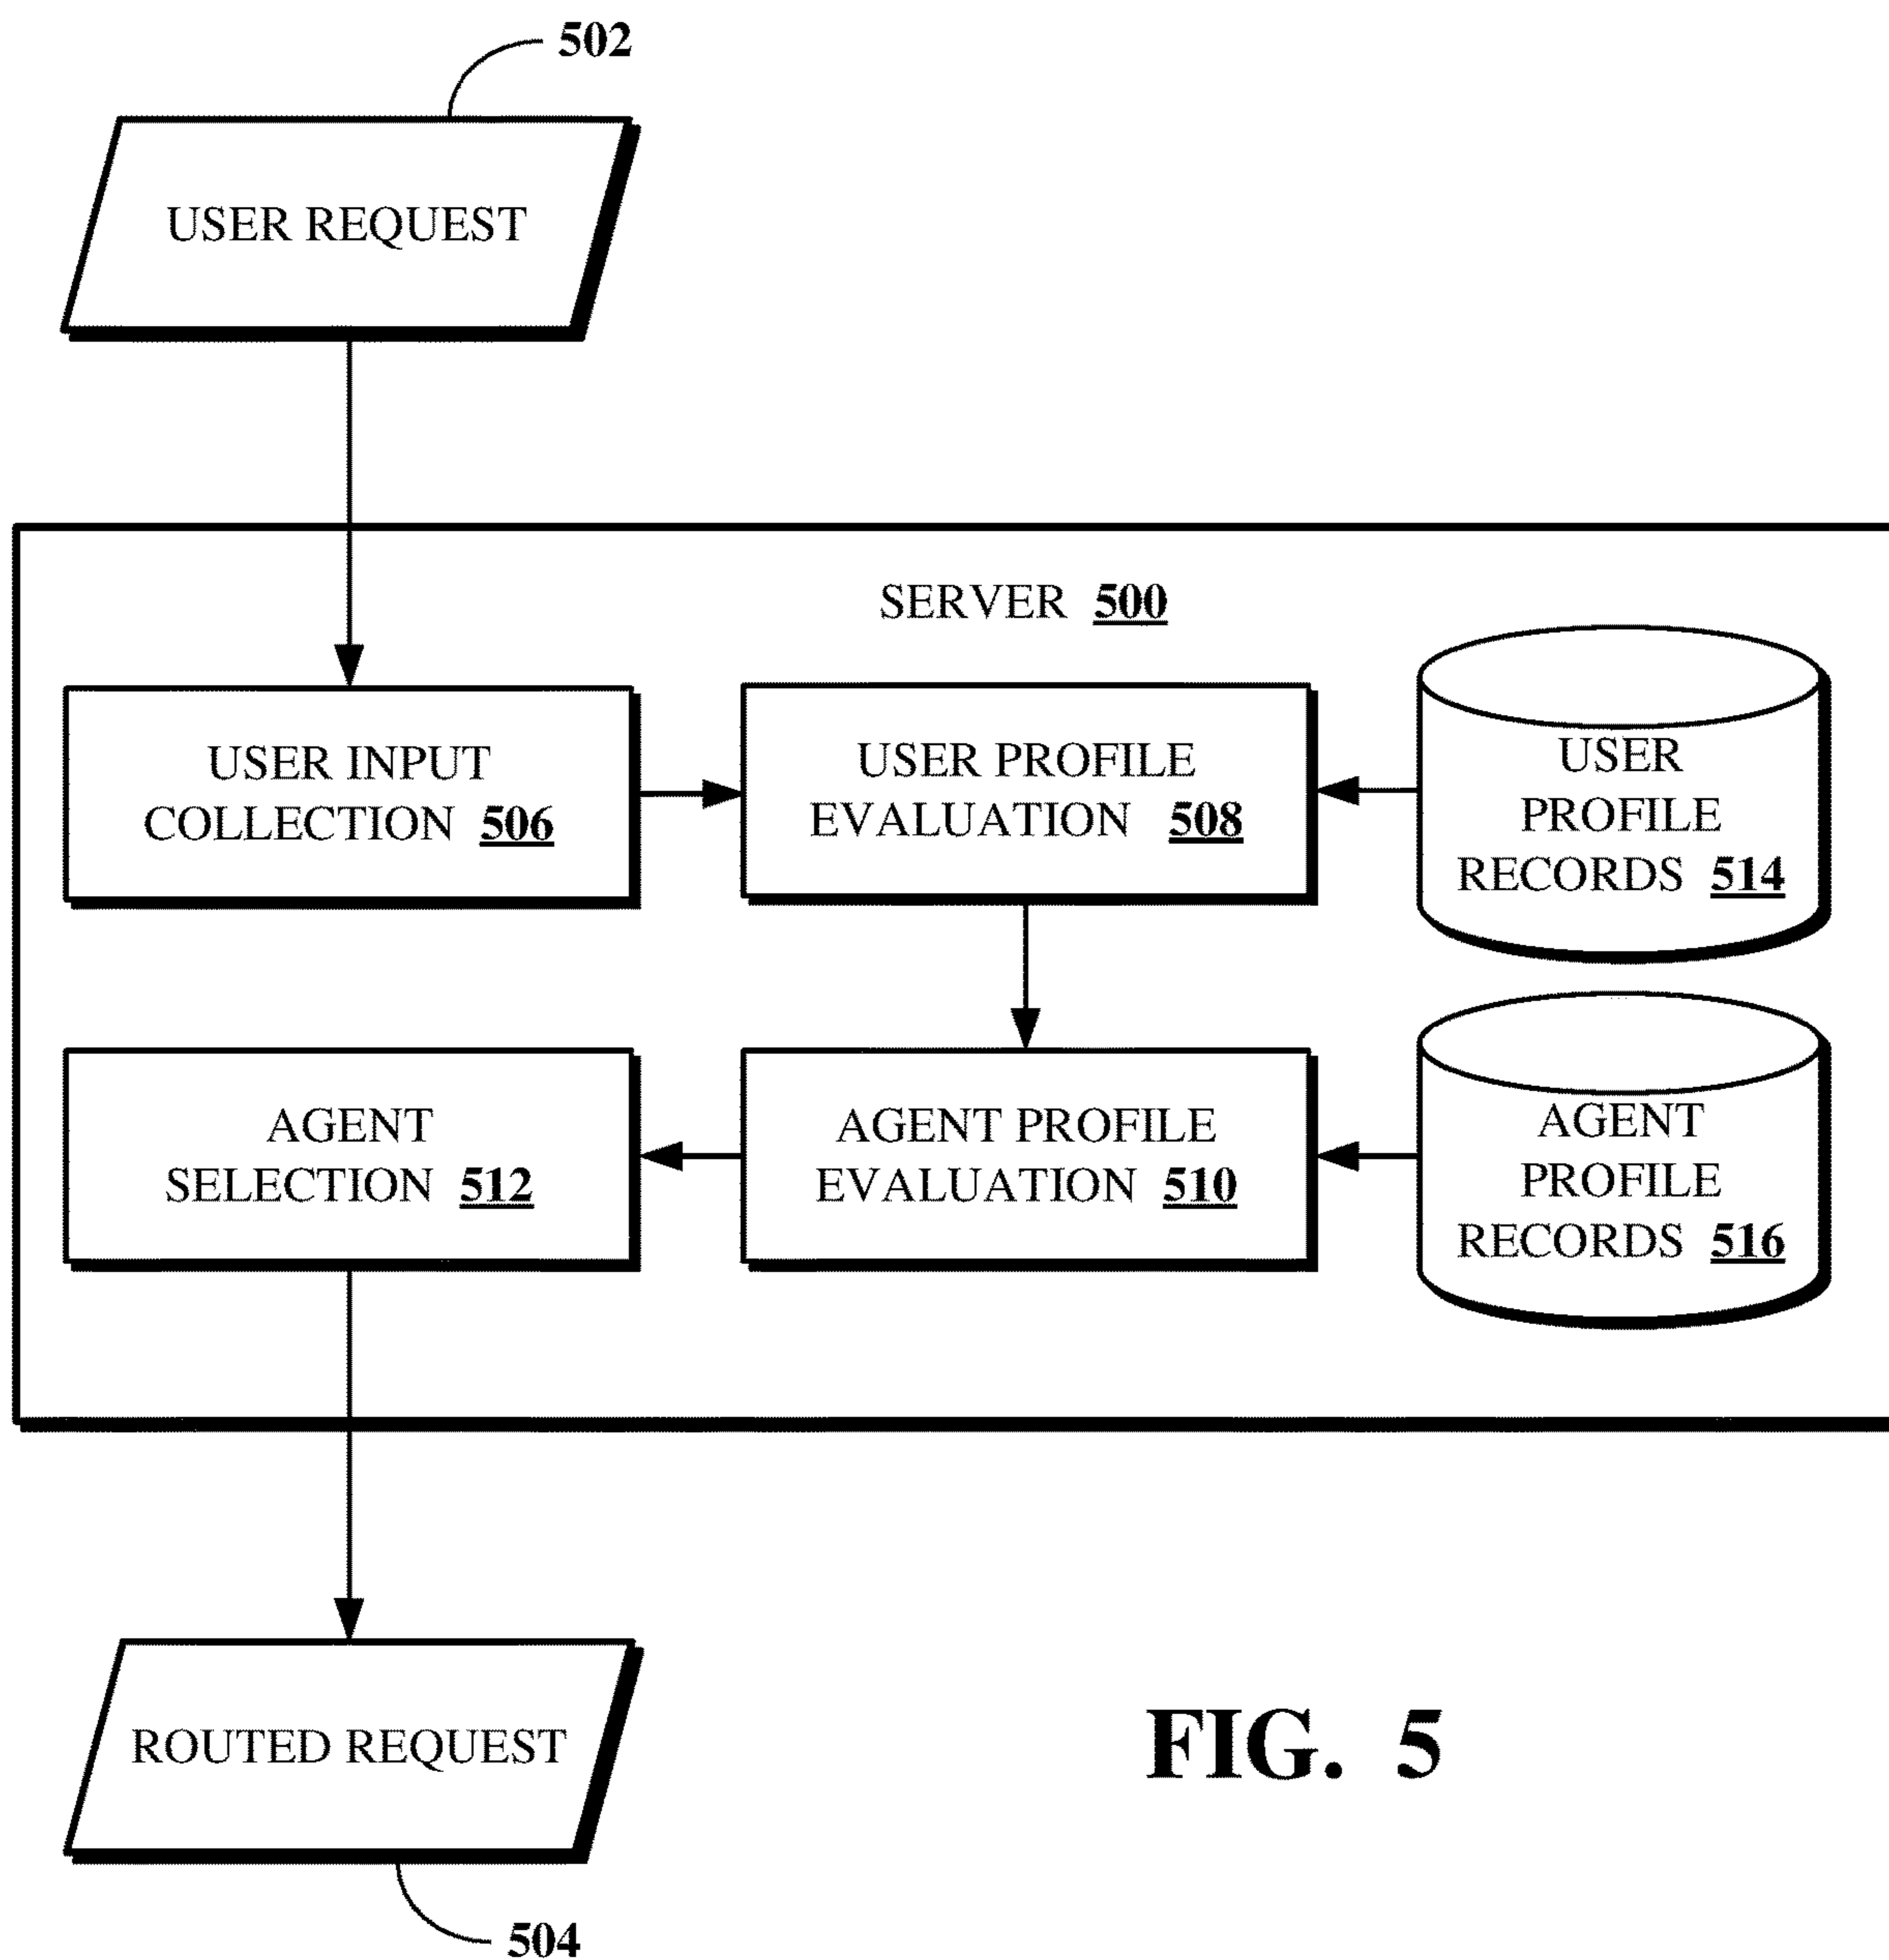 502
USER REQUEST
SERVER 500
USER INPUT
COLLECTION 506
USER PROFILE
EVALUATION 508
USER
PROFILE
RECORDS 514
AGENT
SELECTION 512
AGENT PROFILE
EVALUATION 510
AGENT
PROFILE
RECORDS 516
ROUTED REQUEST
504
FIG. 5